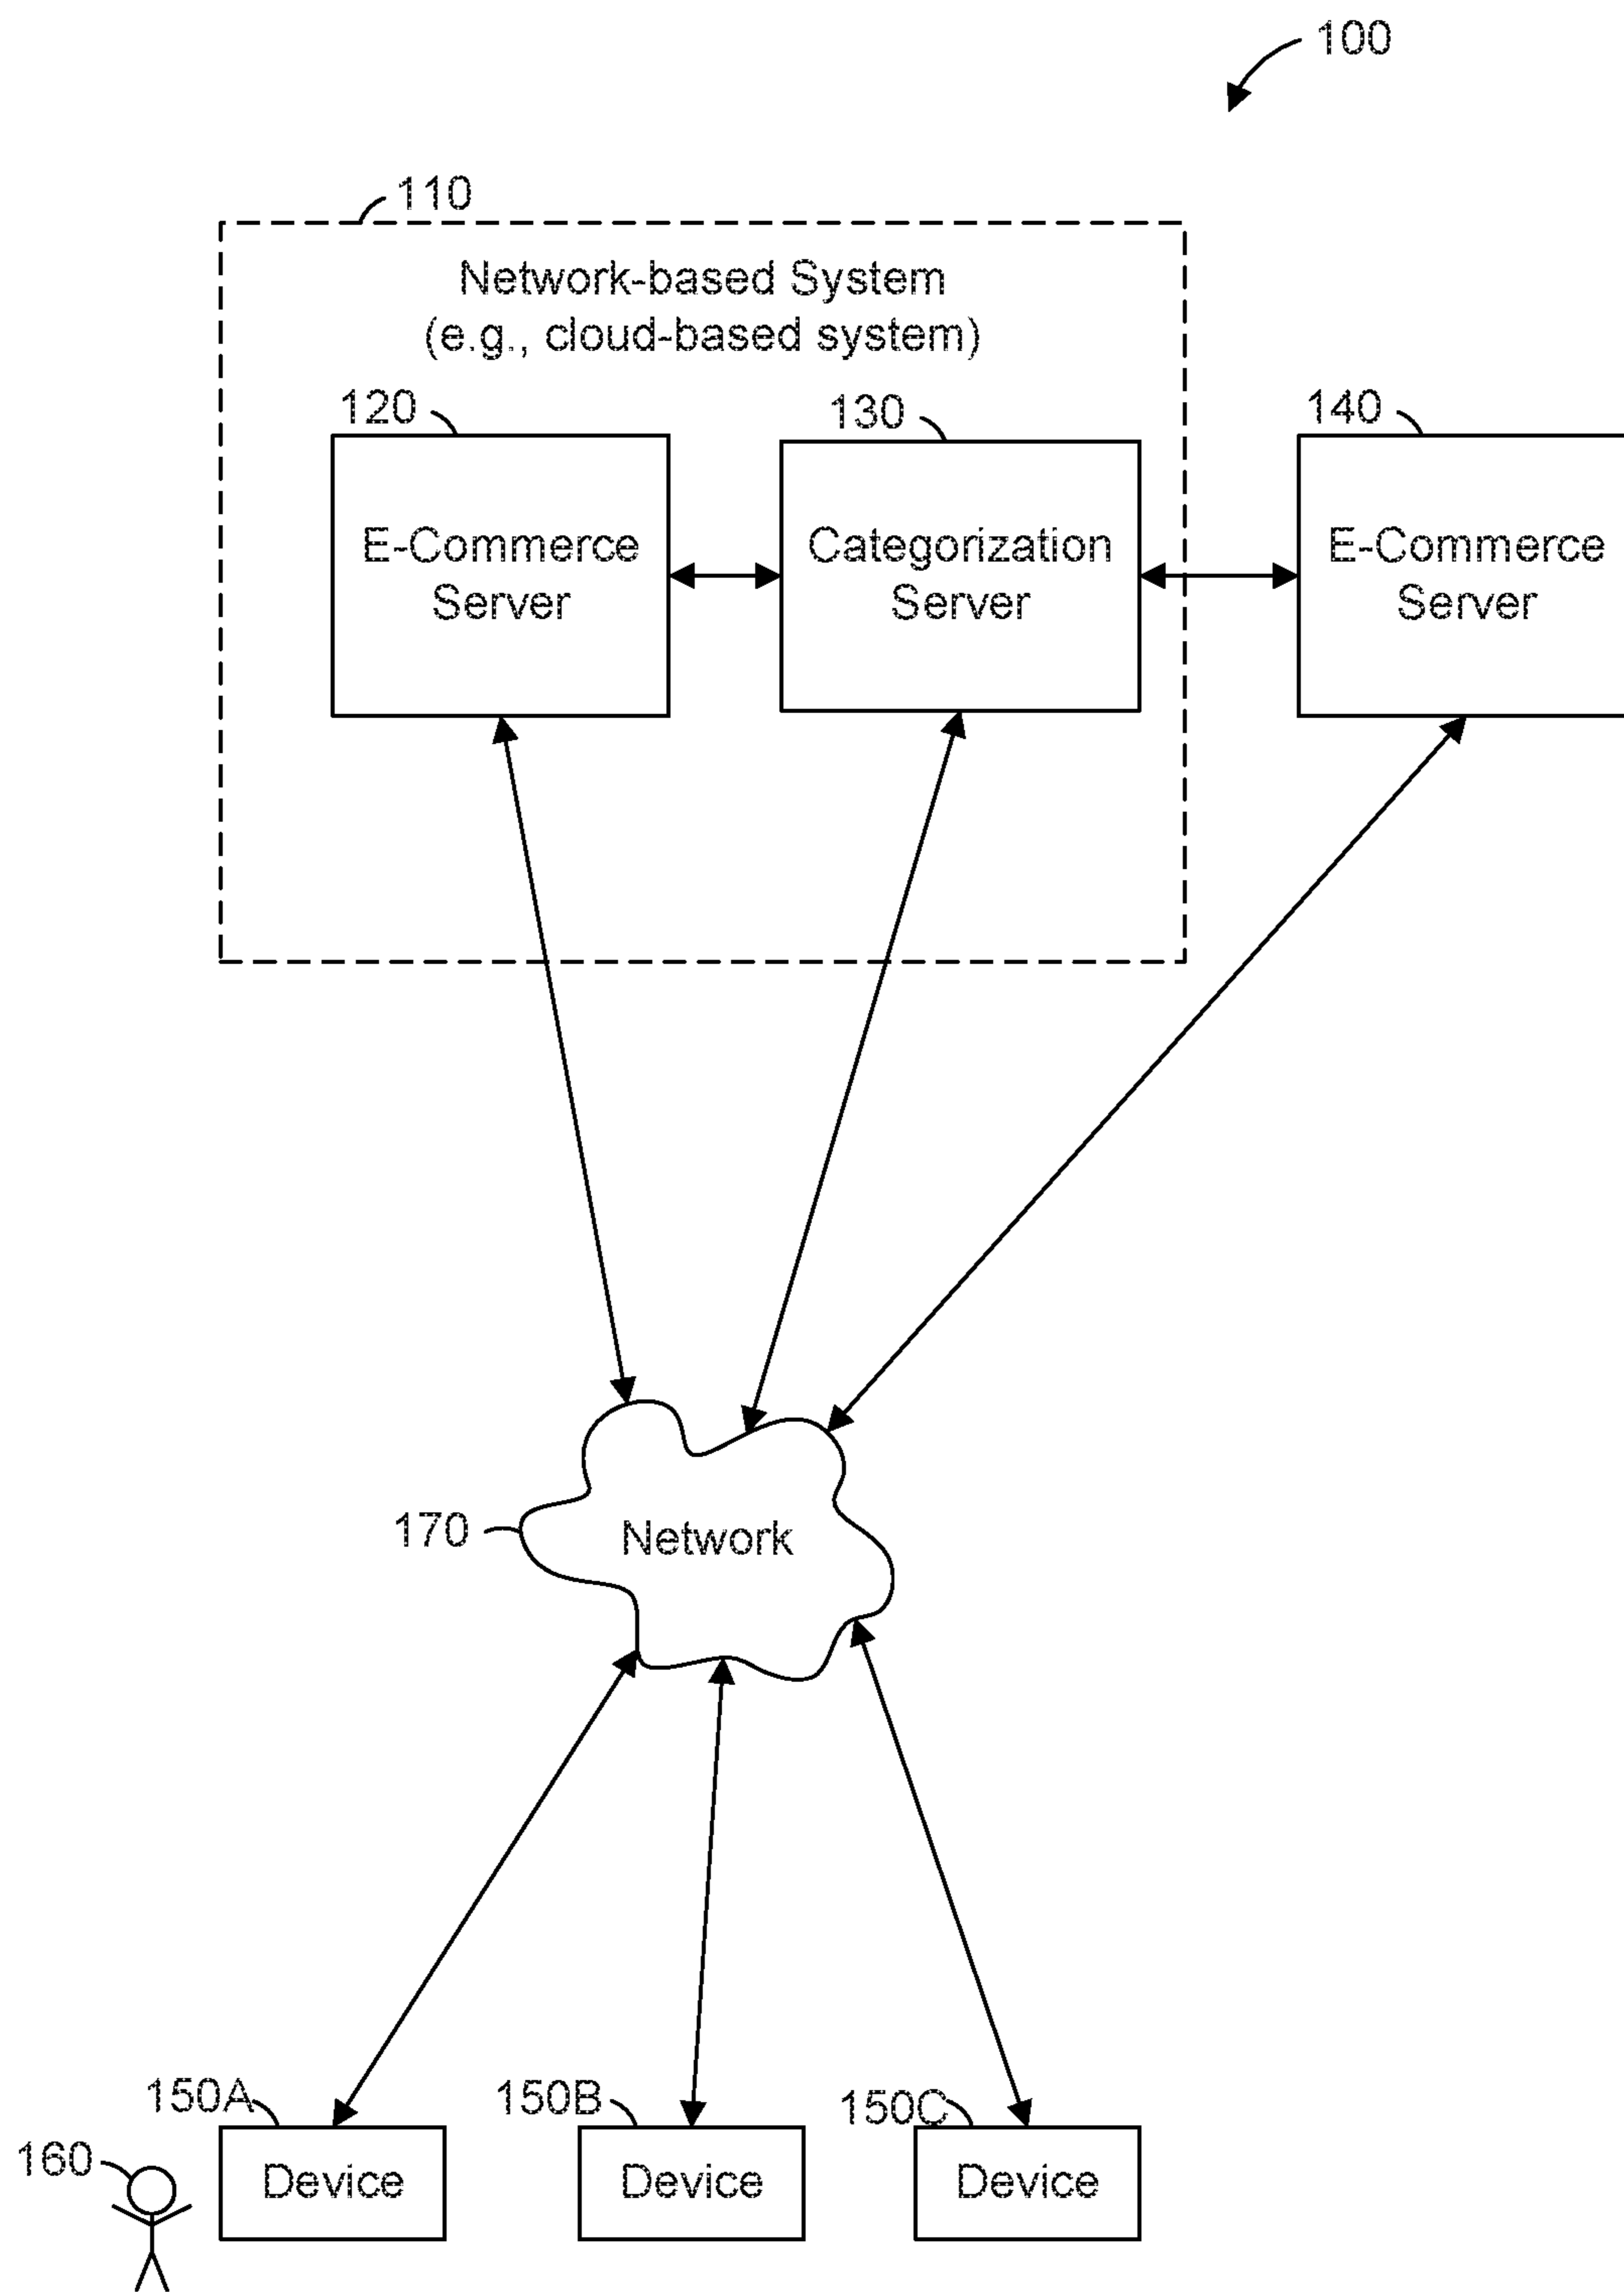 100
110
Network-based System
(e.g., cloud-based system)
120
130
140
E-Commerce
Server
Categorization
Server
E-Commerce
Server
170
Network
150A
150B
150C
160
Device
Device
Device